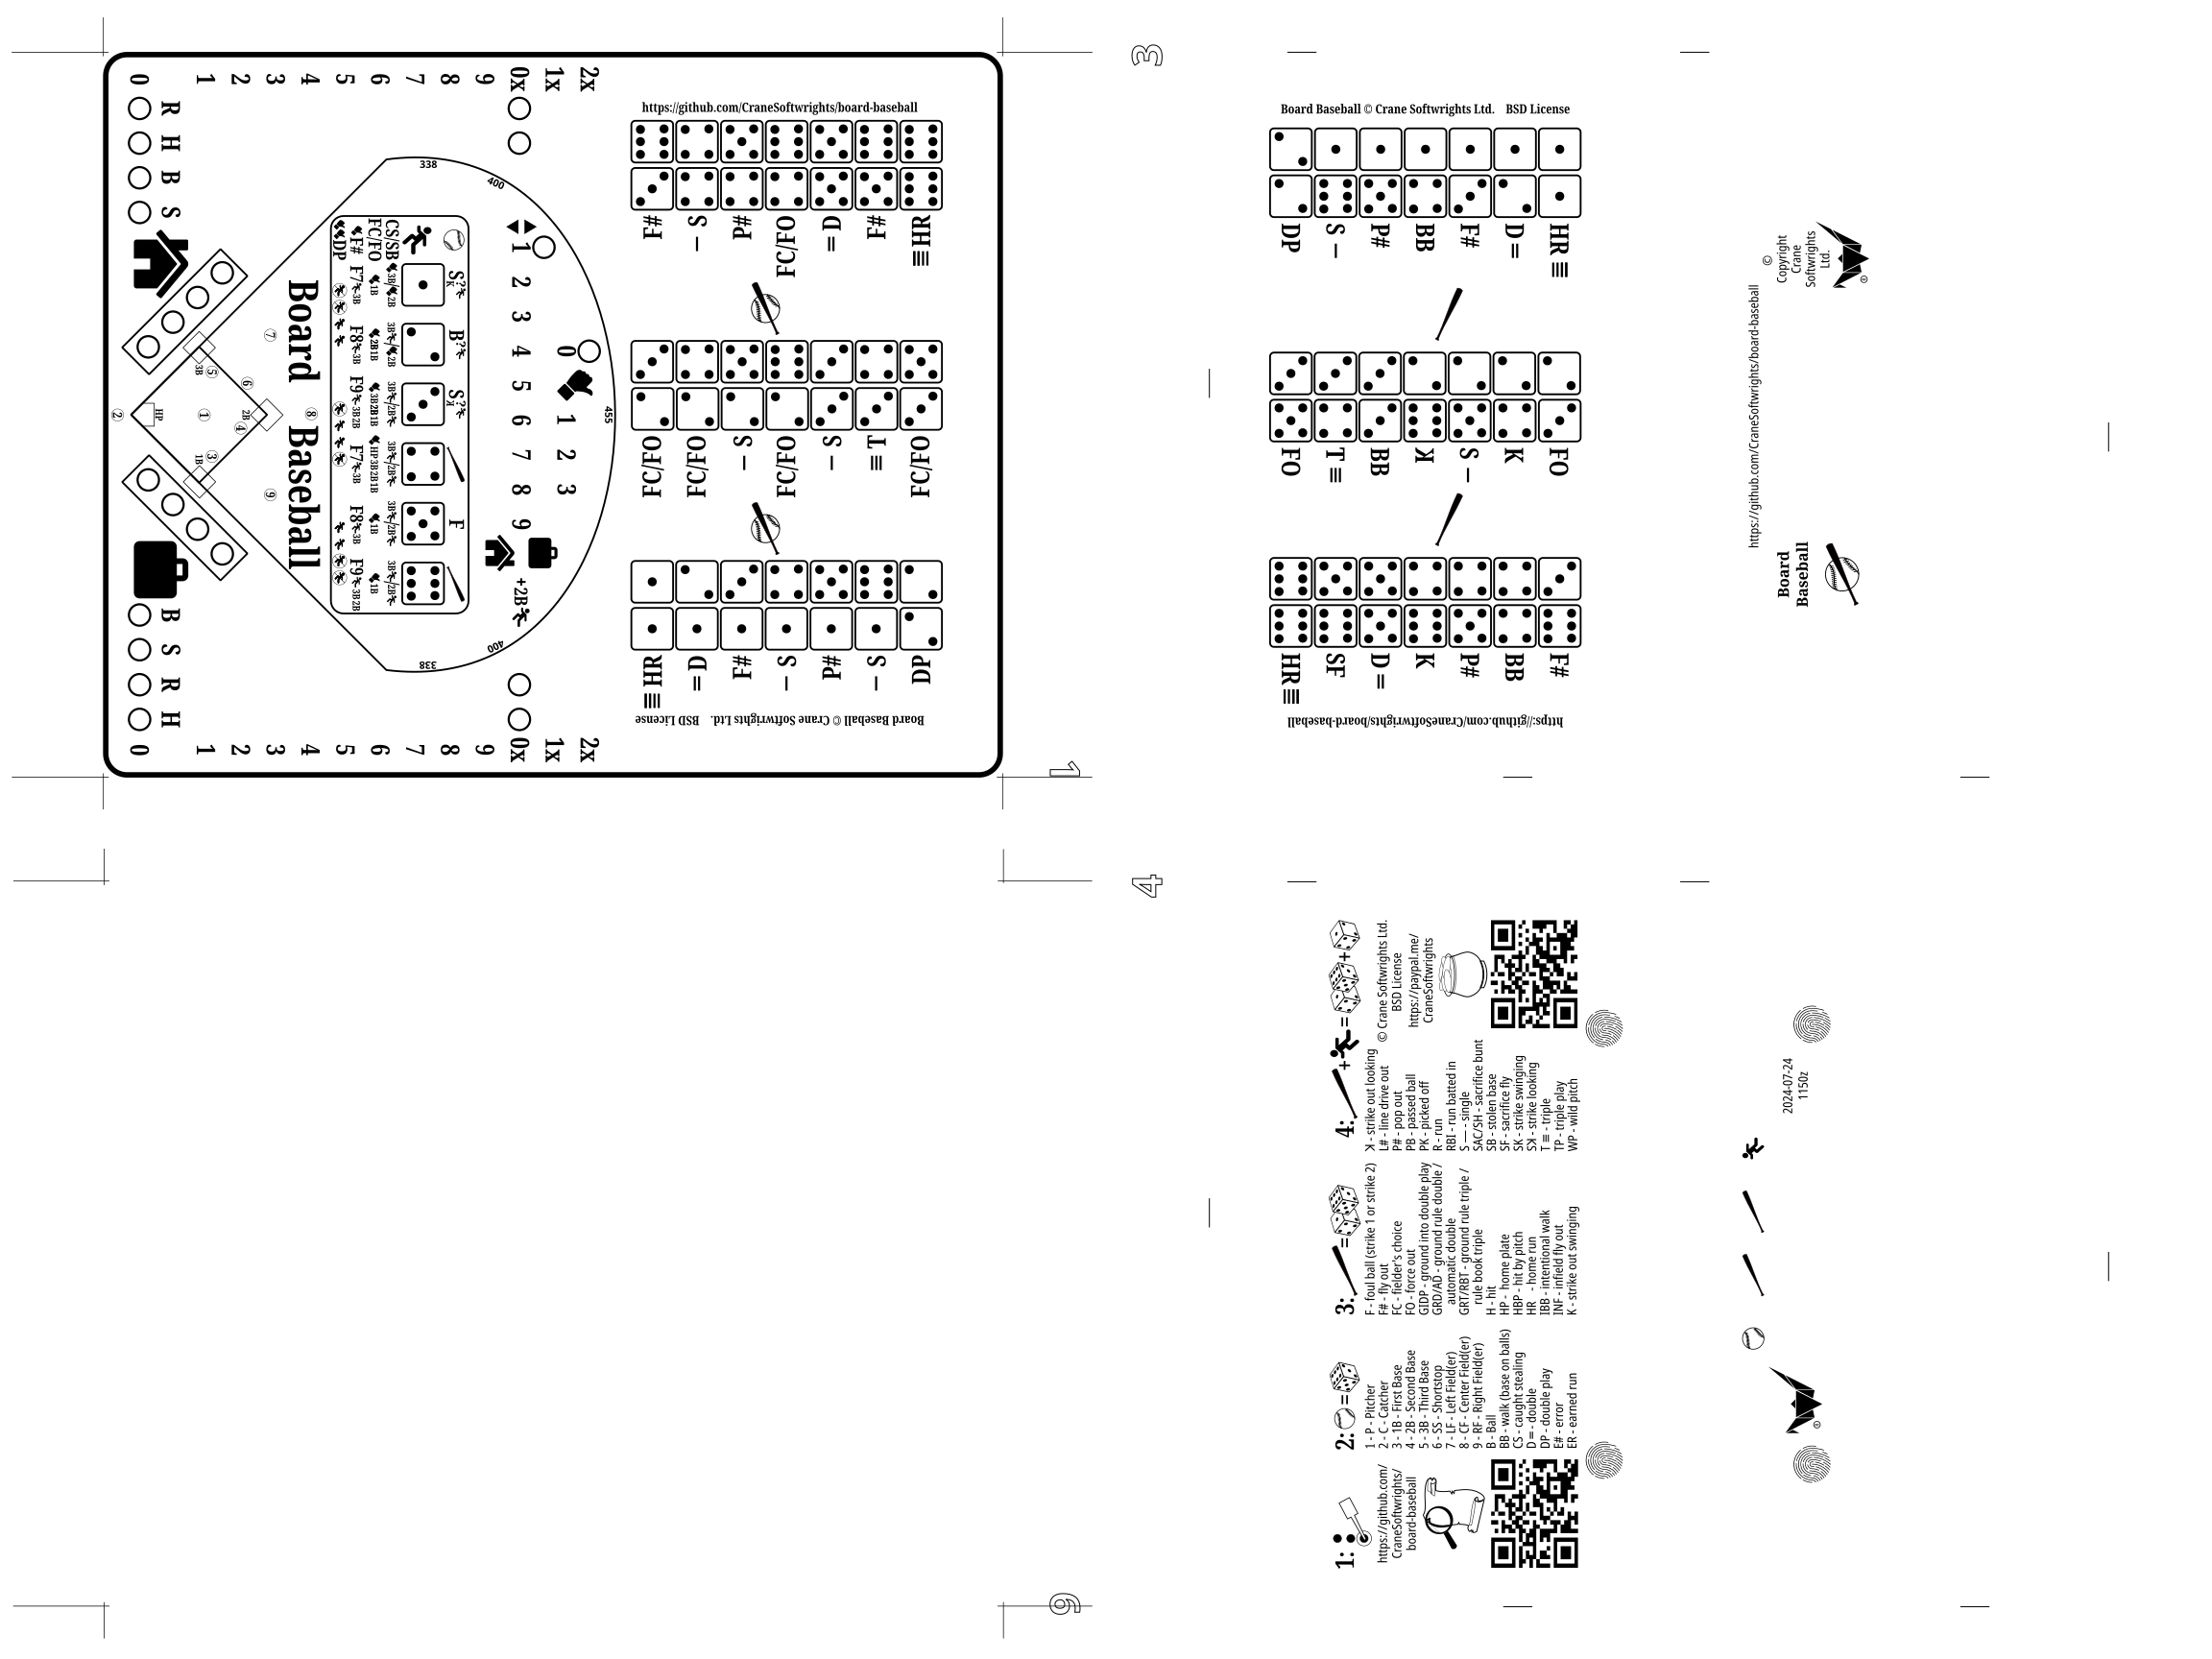 0 1 2 3 4 5 6 7 8 9 0x 1x 2x
R
H
B
S
https://github.com/CraneSoftwrights/board-baseball
F#
S —
P#
FC/FO
D =
F#
HR ≣
338
400
455
400
338
CS/SB
FC/FO
F#
DP
S?
B?
S?
F
F7
F8
F9
F7
F8
F9
1 2 3 4 5 6 7 8 9
0 1 2 3
+2B
Board Baseball
3B
2B
1B
HP
① ② ③ ④ ⑤ ⑥ ⑦ ⑧ ⑨
FC/FO
FC/FO
S —
FC/FO
S —
T ≡
FC/FO
B
S
R
H
0 1 2 3 4 5 6 7 8 9 0x 1x 2x
HR ≣
D =
F#
S —
P#
S —
DP
Board Baseball © Crane Softwrights Ltd. BSD License
1
3
Board Baseball © Crane Softwrights Ltd. BSD License
DP
S —
P#
BB
F#
D =
HR ≣
FO
T ≡
BB
ꓘ
S —
K
FO
HR ≣
SF
D =
K
P#
BB
F#
https://github.com/CraneSoftwrights/board-baseball
©
Copyright
Crane
Softwrights
Ltd.
®
https://github.com/CraneSoftwrights/board-baseball
Board
Baseball
4
9
1:
https://github.com/
CraneSoftwrights/
board-baseball
2: =
1 - P - Pitcher
2 - C - Catcher
3 - 1B - First Base
4 - 2B - Second Base
5 - 3B - Third Base
6 - SS - Shortstop
7 - LF - Left Field(er)
8 - CF - Center Field(er)
9 - RF - Right Field(er)
B - Ball
BB - walk (base on balls)
CS - caught stealing
D = - double
DP - double play
E# - error
ER - earned run
3: =
F - foul ball (strike 1 or strike 2)
F# - fly out
FC - fielder's choice
FO - force out
GIDP - ground into double play
GRD/AD - ground rule double /
automatic double
GRT/RBT - ground rule triple /
rule book triple
H - hit
HP - home plate
HBP - hit by pitch
HR - home run
IBB - intentional walk
INF - infield fly out
K - strike out swinging
4: + = +
ꓘ - strike out looking
L# - line drive out
P# - pop out
PB - passed ball
PK - picked off
R - run
RBI - run batted in
S — - single
SAC/SH - sacrifice bunt
SB - stolen base
SF - sacrifice fly
SK - strike swinging
Sꓘ - strike looking
T ≡ - triple
TP - triple play
WP - wild pitch
© Crane Softwrights Ltd.
BSD License
https://paypal.me/
CraneSoftwrights
®
2024-07-24
1150z